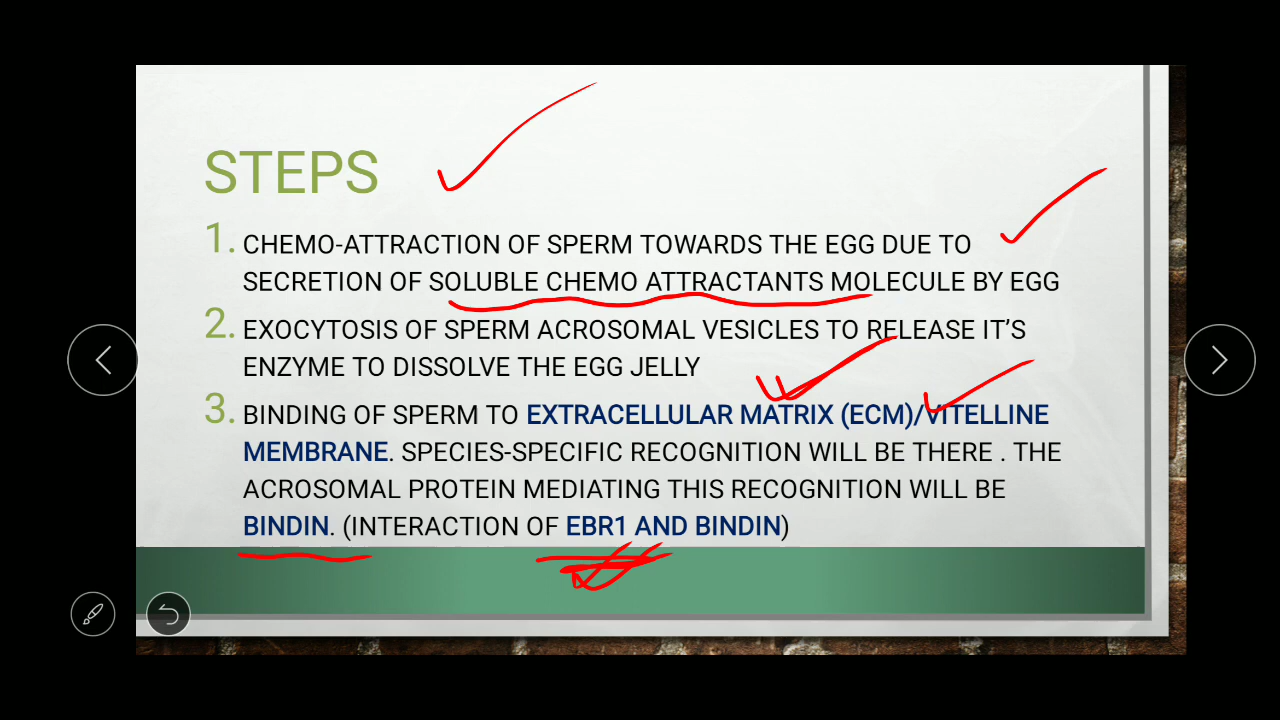 STEPS
1. CHEMO-ATTRACTION OF SPERM TOWARDS THE EGG DUE TO
SECRETION OF SOLUBLE CHEMO ATTRACTANTS MOLECULE BY EGG
2. EXOCYTOSIS OF SPERM ACROSOMAL VESICLES TO RELEASE IT'S
ENZYME TO DISSOLVE THE EGG JELLY
3. BINDING OF SPERM TO EXTRACELLULAR MATRIX (ECM)/VITELLINE
MEMBRANE. SPECIES-SPECIFIC RECOGNITION WILL BE THERE . THE
ACROSOMAL PROTEIN MEDIATING THIS RECOGNITION WILL BE
BINDIN. (INTERACTION OF EBR1 AND BINDIN)